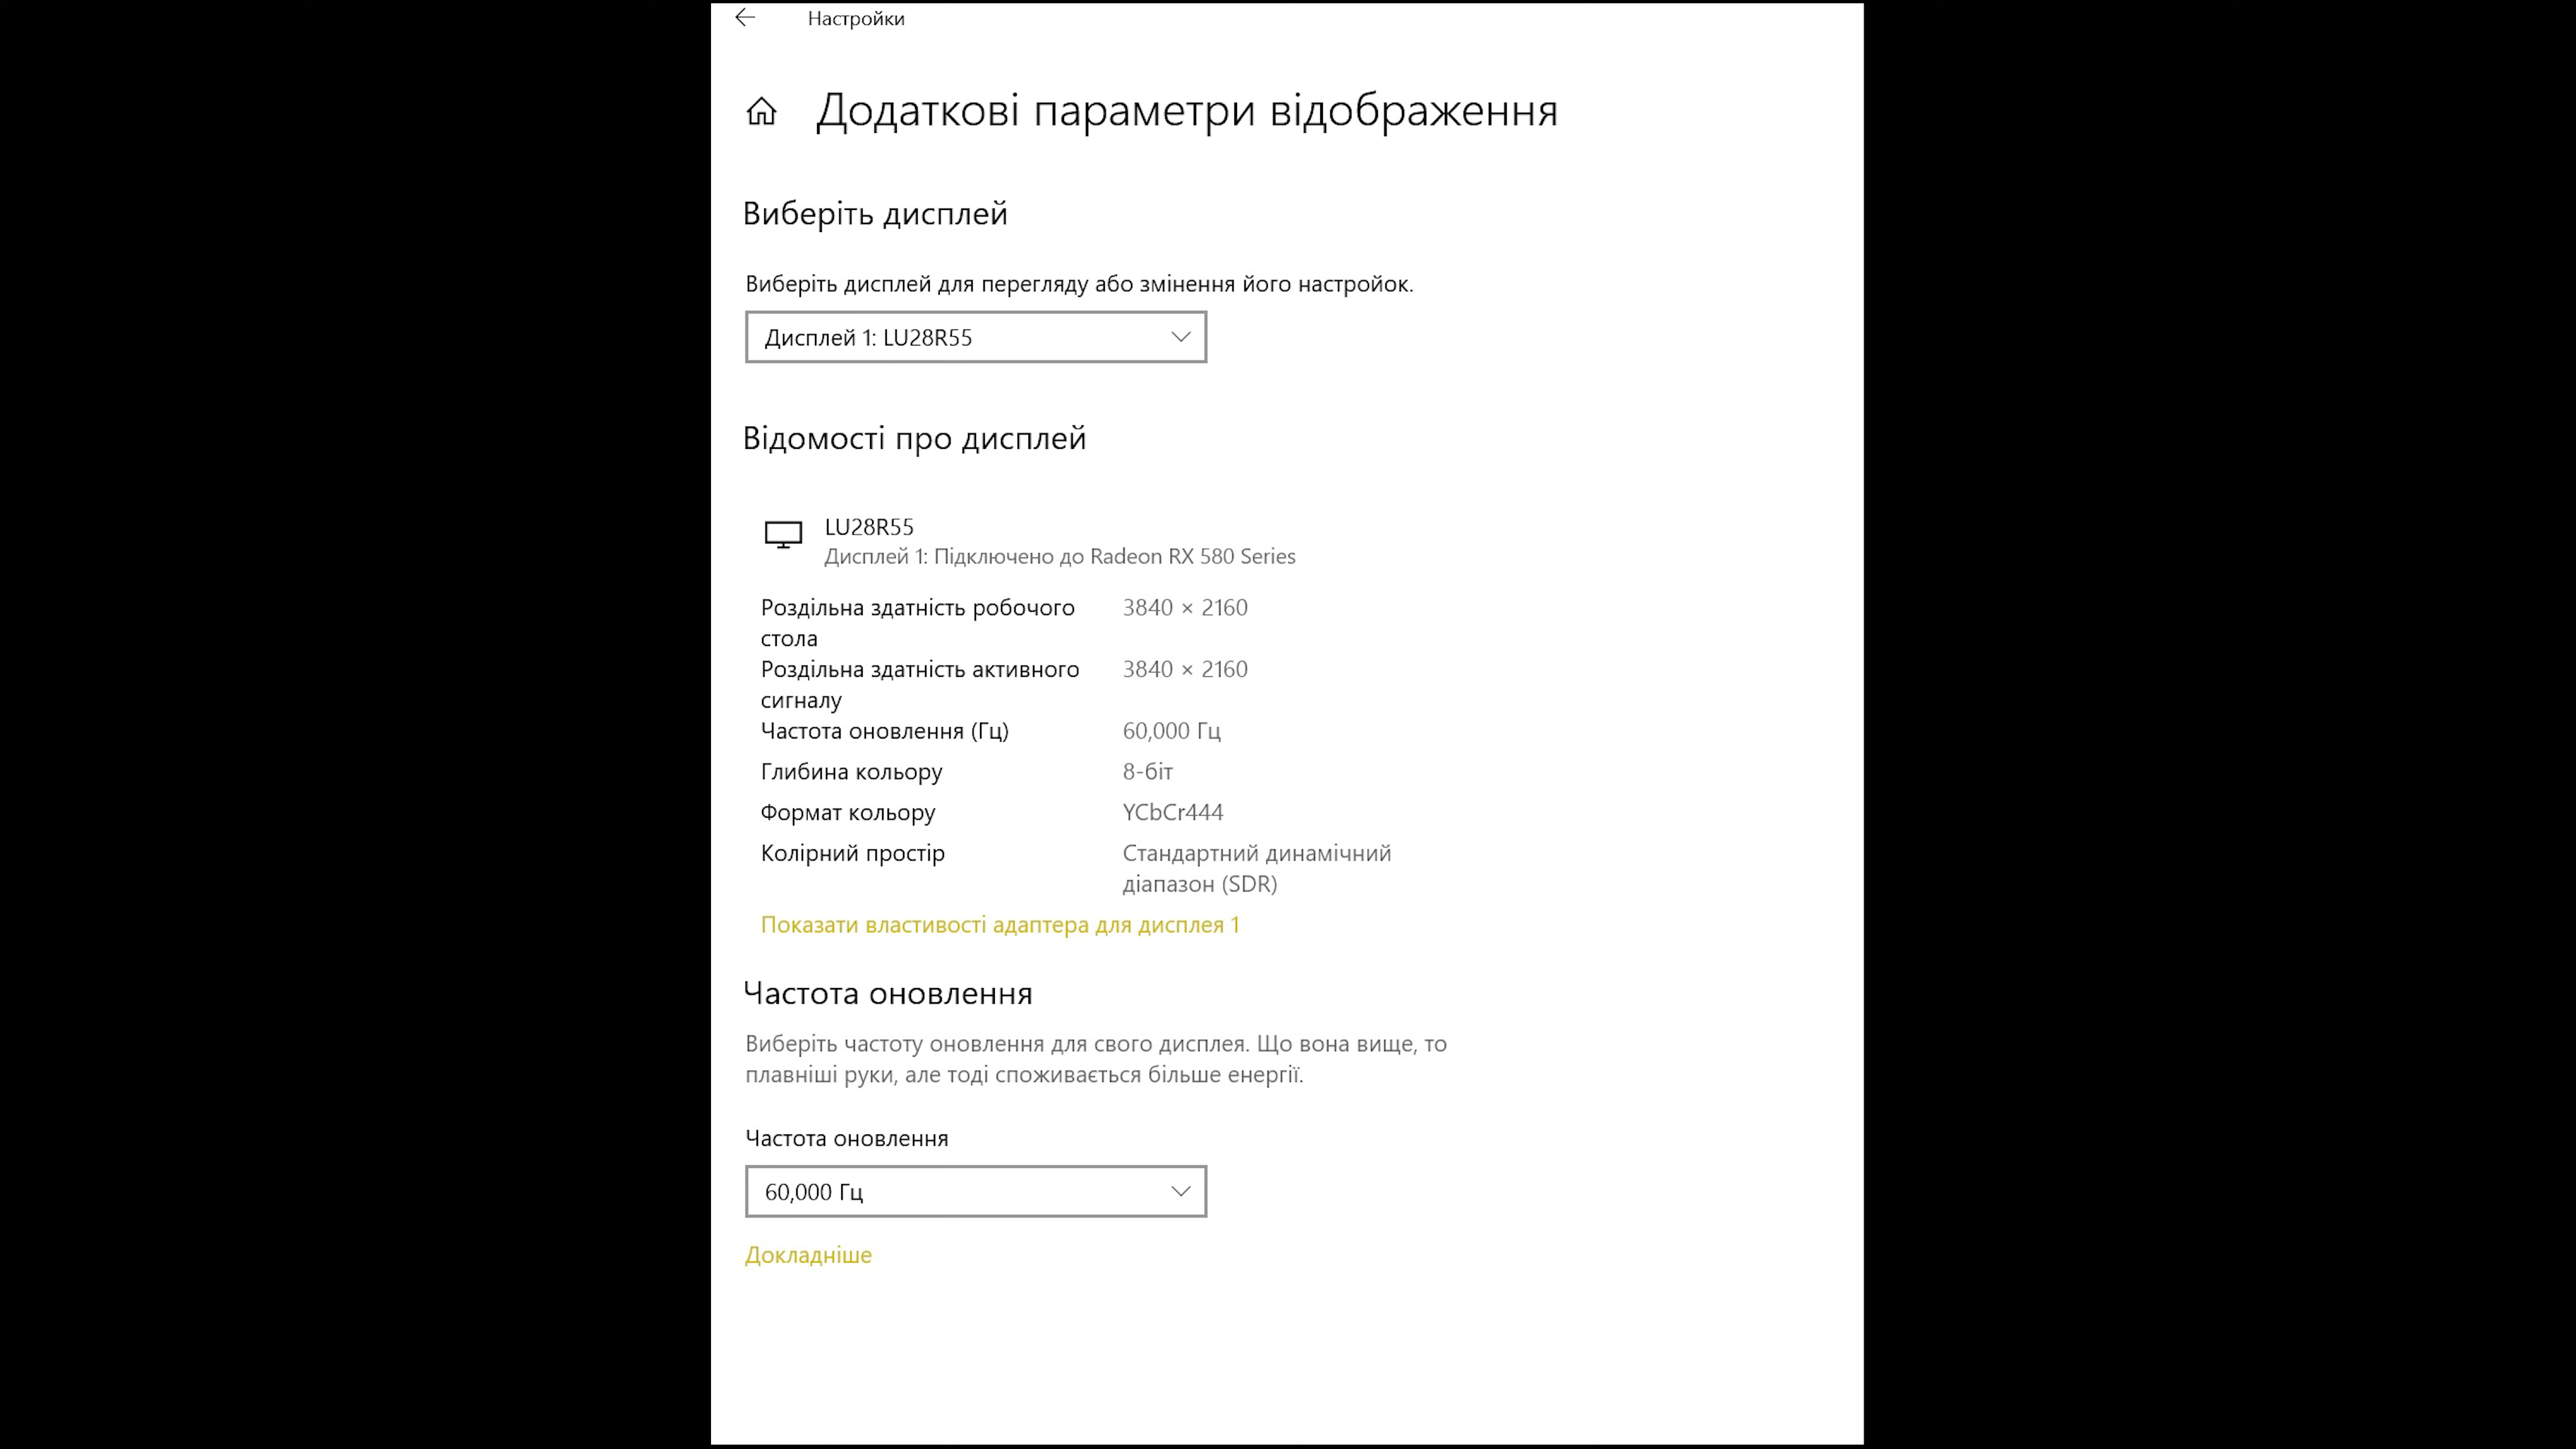 Настройки
Додаткові параметри відображення
Виберіть дисплей
Виберіть дисплей для перегляду або змінення його настройок.
Дисплей 1: LU28R55
Відомості про дисплей
LU28R55
Дисплей 1: Підключено до Radeon RX 580 Series
Роздільна здатність робочого 3840 × 2160
стола
Роздільна здатність активного 3840 × 2160
сигналу
Частота оновлення (Гц) 60,000 Гц
Глибина кольору 8-біт
Формат кольору YCbCr444
Колірний простір Стандартний динамічний
діапазон (SDR)
Показати властивості адаптера для дисплея 1
Частота оновлення
Виберіть частоту оновлення для свого дисплея. Що вона вище, то
плавніші руки, але тоді споживається більше енергії.
Частота оновлення
60,000 Гц
Докладніше